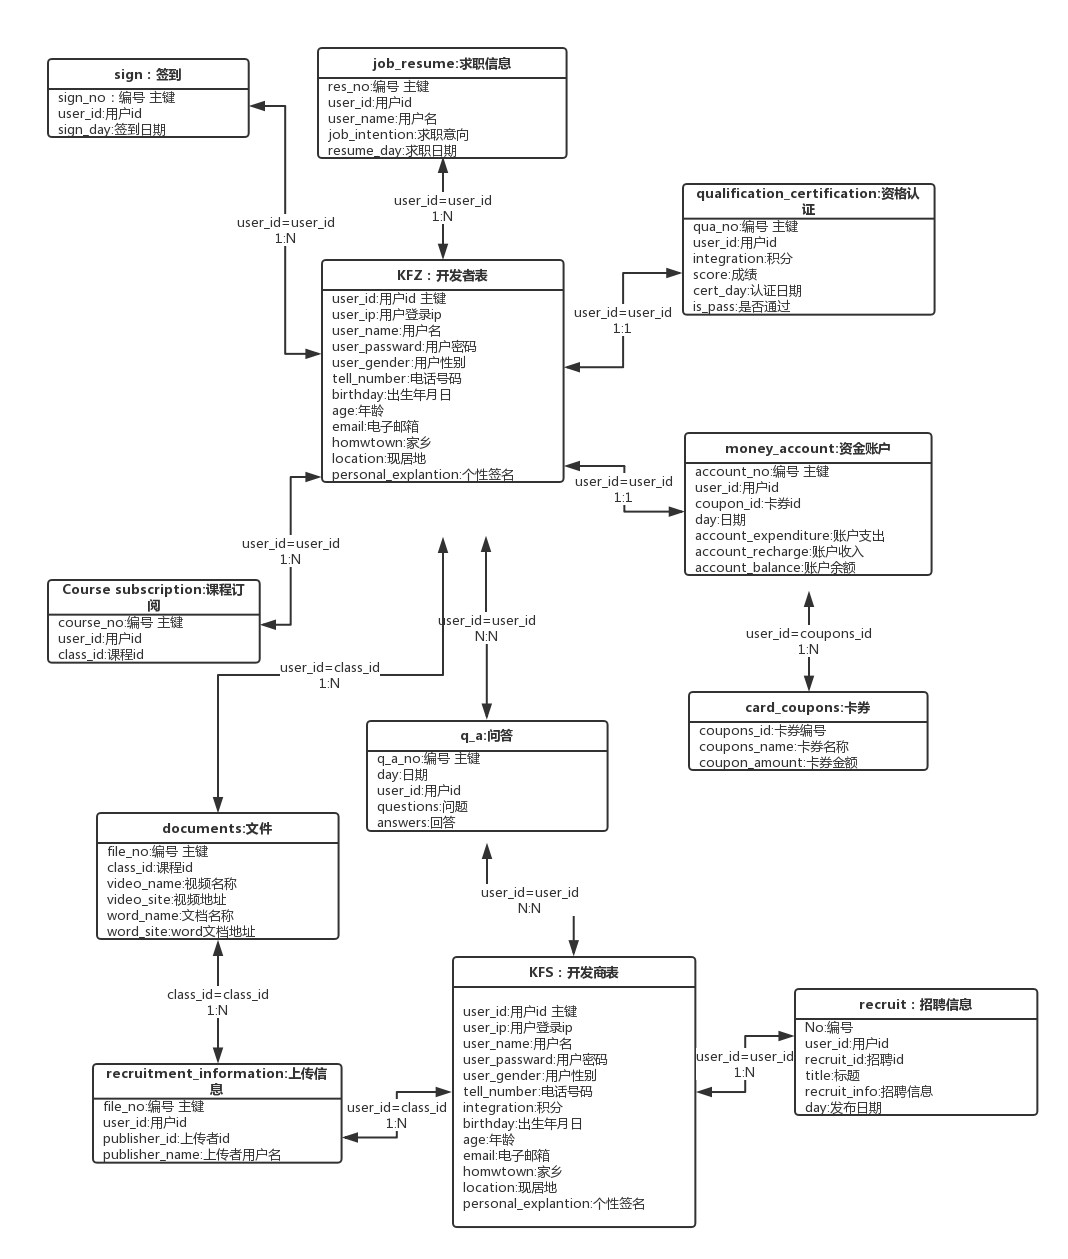 sign：签到
sign_no：编号 主键
user_id:用户id
sign_day:签到日期
job_resume:求职信息
res_no:编号 主键
user_id:用户id
user_name:用户名
job_intention:求职意向
resume_day:求职日期
user_id=user_id
1:N
user_id=user_id
1:N
qualification_certification:资格认
证
qua_no:编号 主键
user_id:用户id
integration:积分
score:成绩
cert_day:认证日期
is_pass:是否通过
KFZ：开发者表
user_id:用户id 主键
user_ip:用户登录ip
user_name:用户名
user_passward:用户密码
user_gender:用户性别
tell_number:电话号码
birthday:出生年月日
age:年龄
email:电子邮箱
homwtown:家乡
location:现居地
personal_explantion:个性签名
user_id=user_id
1:1
user_id=user_id
1:1
money_account:资金账户
account_no:编号 主键
user_id:用户id
coupon_id:卡券id
day:日期
account_expenditure:账户支出
account_recharge:账户收入
account_balance:账户余额
user_id=user_id
1:N
Course subscription:课程订
阅
course_no:编号 主键
user_id:用户id
class_id:课程id
user_id=user_id
N:N
user_id=coupons_id
1:N
user_id=class_id
1:N
card_coupons:卡券
coupons_id:卡券编号
coupons_name:卡券名称
coupon_amount:卡券金额
q_a:问答
q_a_no:编号 主键
day:日期
user_id:用户id
questions:问题
answers:回答
documents:文件
file_no:编号 主键
class_id:课程id
video_name:视频名称
video_site:视频地址
word_name:文档名称
word_site:word文档地址
user_id=user_id
N:N
class_id=class_id
1:N
KFS：开发商表
user_id:用户id 主键
user_ip:用户登录ip
user_name:用户名
user_passward:用户密码
user_gender:用户性别
tell_number:电话号码
integration:积分
birthday:出生年月日
age:年龄
email:电子邮箱
homwtown:家乡
location:现居地
personal_explantion:个性签名
recruit：招聘信息
No:编号
user_id:用户id
recruit_id:招聘id
title:标题
recruit_info:招聘信息
day:发布日期
user_id=user_id
1:N
recruitment_information:上传信
息
file_no:编号 主键
user_id:用户id
publisher_id:上传者id
publisher_name:上传者用户名
user_id=class_id
1:N